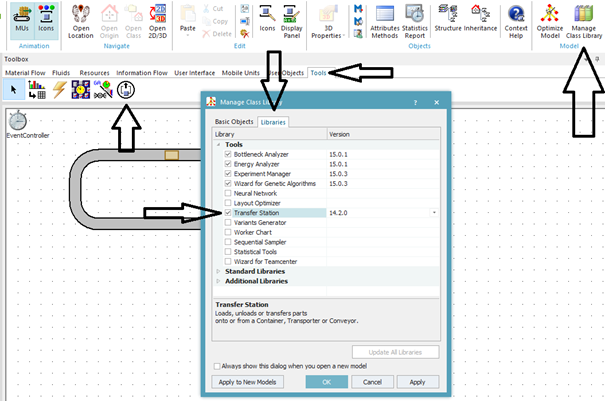 MUs Icons Open Location Open Origin Open Class Open 2D/3D Paste Cut Copy Delete Icons Display Panel 3D Properties Attributes Methods Statistics Report Structure Inheritance Context Help Optimize Model Manage Class Library
Animation Navigate Edit Objects Model
Toolbox
Material Flow Fluids Resources Information Flow User Interface Mobile Units User Objects Tools
EventController
Manage Class Library
Basic Objects Libraries
Library Version
Tools
Bottleneck Analyzer 15.0.1
Energy Analyzer 15.0.1
Experiment Manager 15.0.3
Wizard for Genetic Algorithms 15.0.3
Neural Network
Layout Optimizer
Transfer Station 14.2.0
Variants Generator
Worker Chart
Sequential Sampler
Statistical Tools
Wizard for Teamcenter
Standard Libraries
Additional Libraries
Transfer Station
Loads, unloads or transfers parts
onto or from a Container, Transporter or Conveyor.
Update All Libraries
Always show this dialog when you open a new model
Apply to New Models OK Cancel Apply